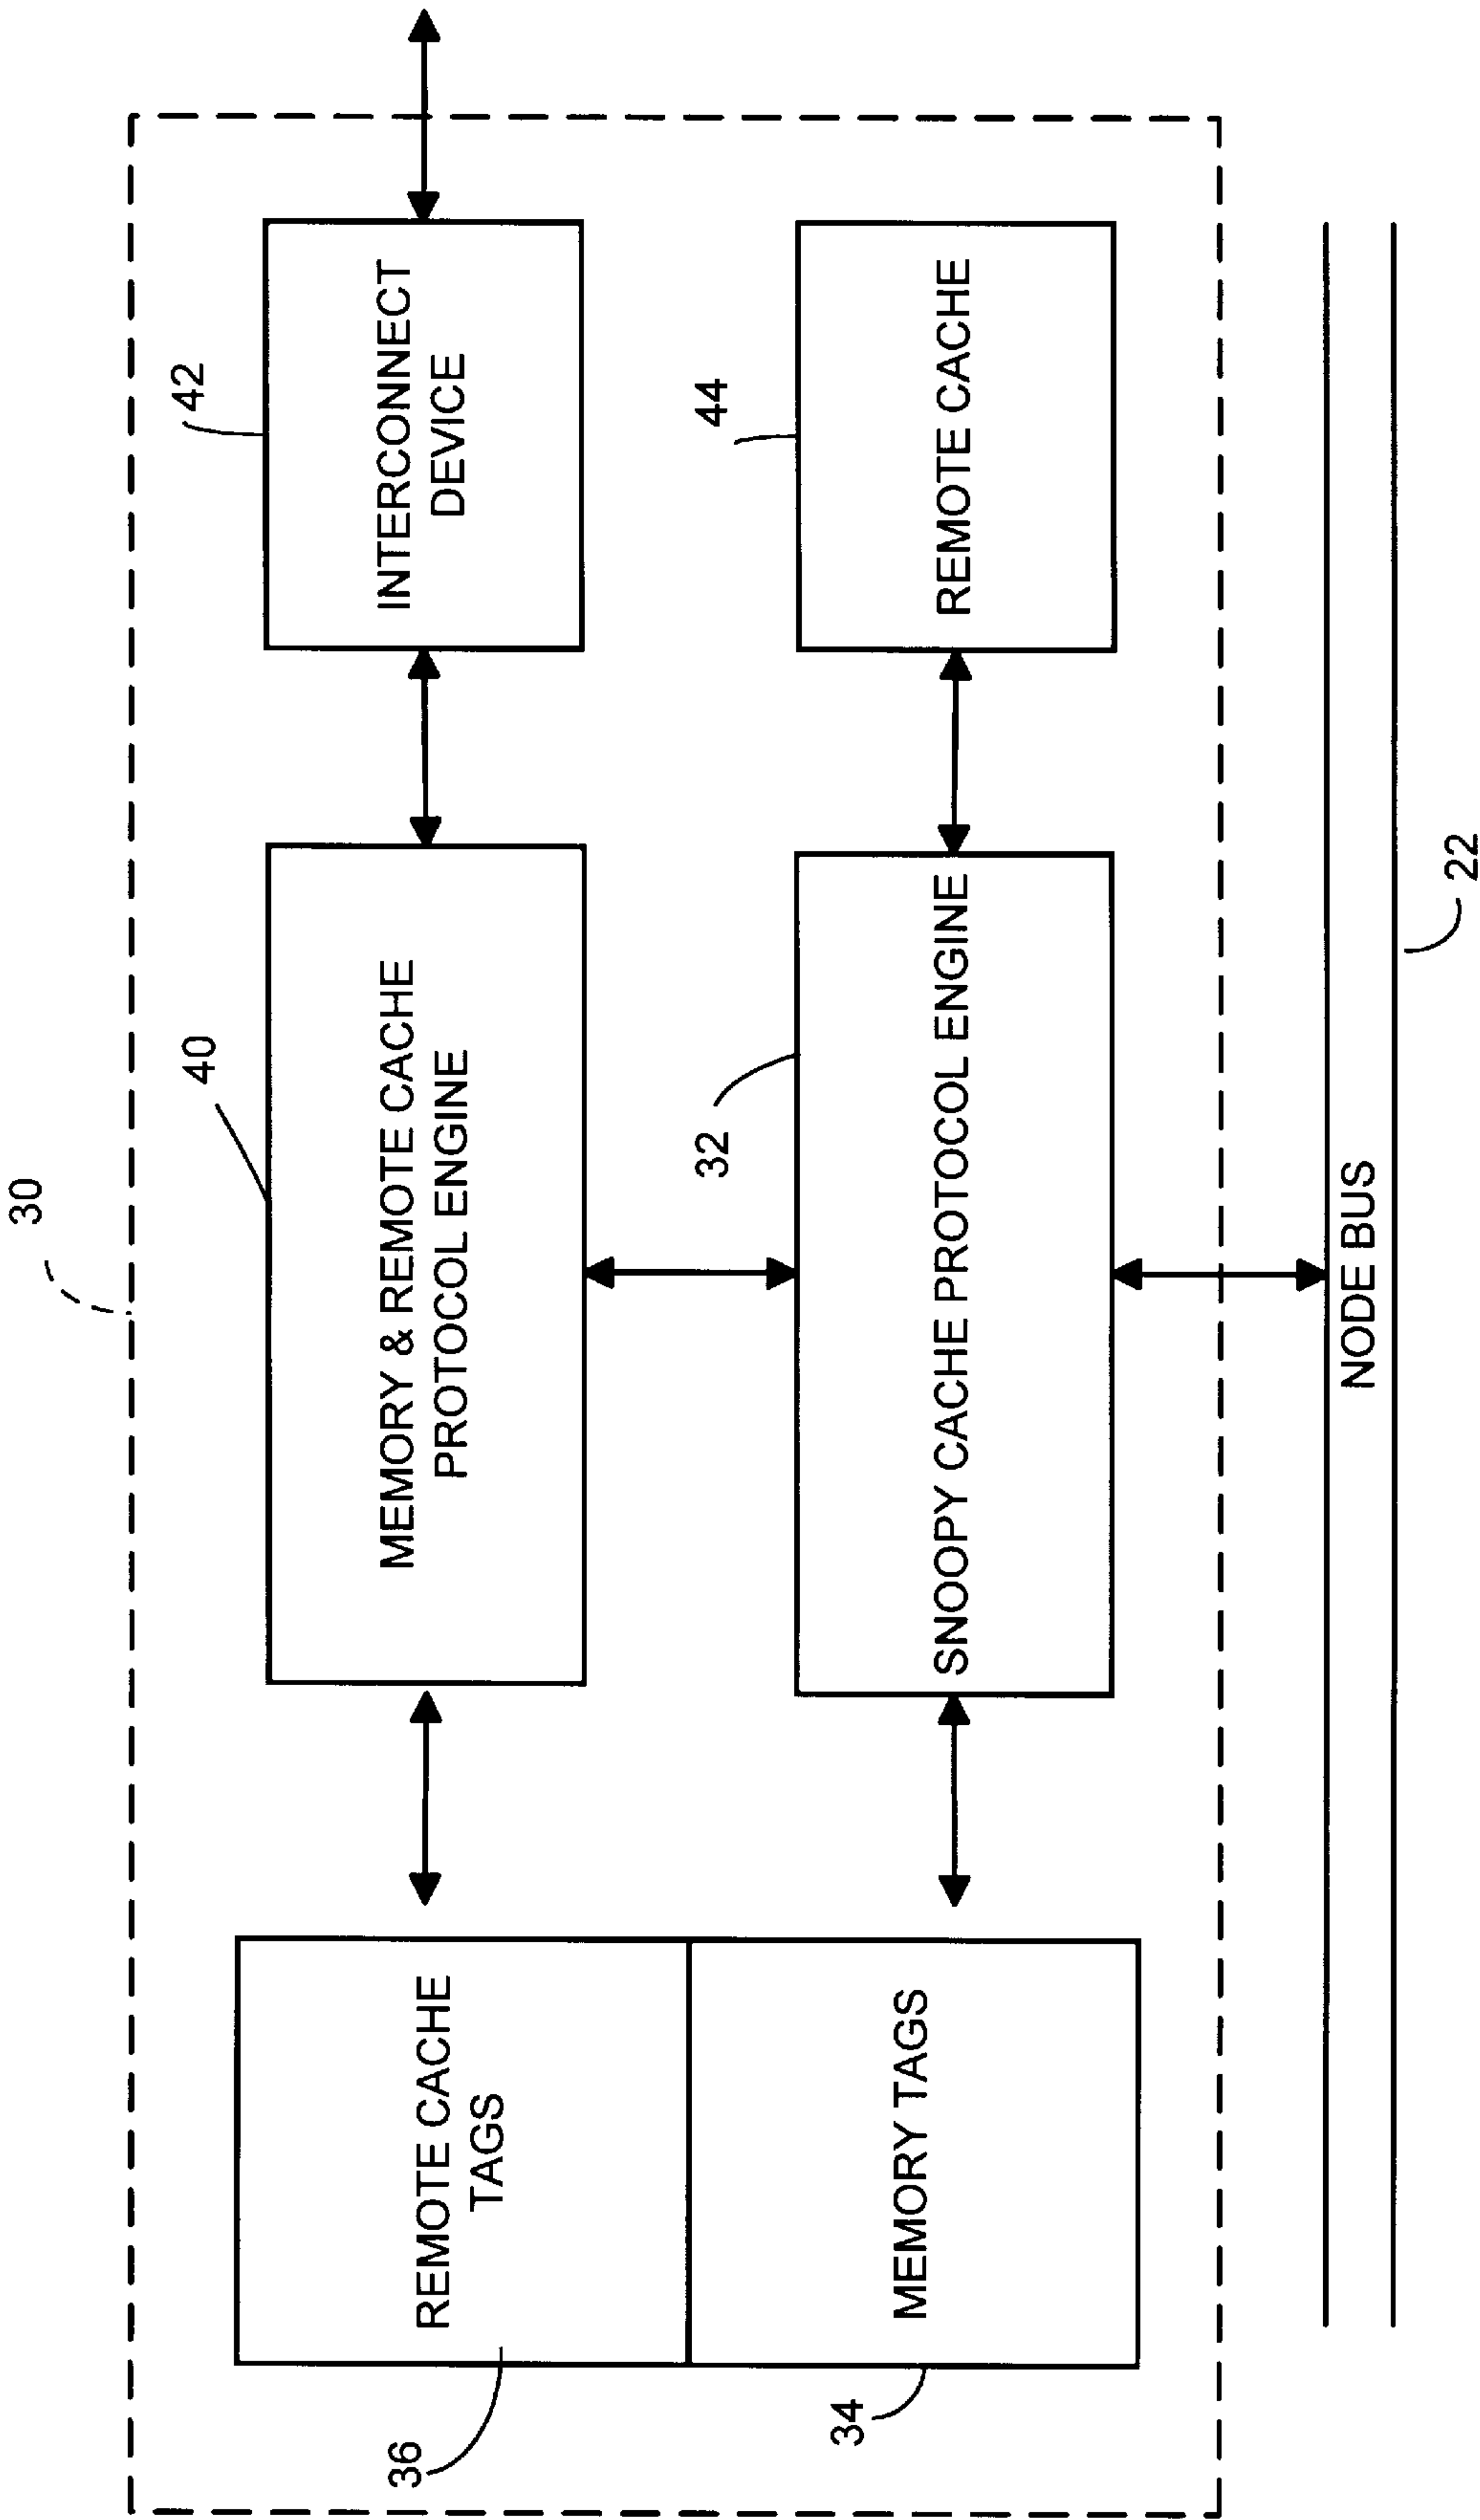 30
40
42
MEMORY & REMOTE CACHE
PROTOCOL ENGINE
INTERCONNECT
DEVICE
36
REMOTE CACHE
TAGS
32
44
34
MEMORY TAGS
SNOOPY CACHE PROTOCOL ENGINE
REMOTE CACHE
NODE BUS
22